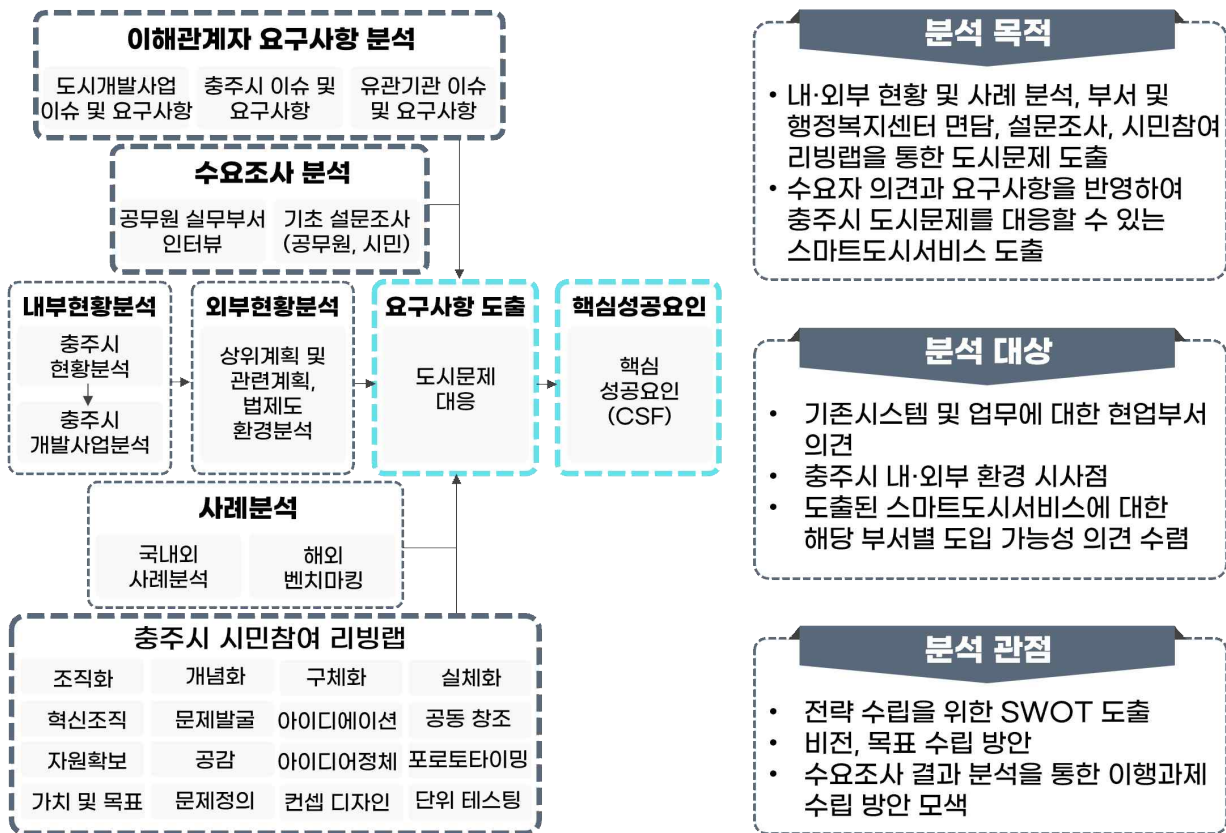 이해관계자 요구사항 분석
도시개발사업
이슈 및 요구사항
충주시 이슈 및
요구사항
유관기관 이슈
및 요구사항
수요조사 분석
공무원 실무부서
인터뷰
기초 설문조사
(공무원, 시민)
내부현황분석
충주시
현황분석
충주시
개발사업분석
외부현황분석
상위계획 및
관련계획,
법제도
환경분석
요구사항 도출
도시문제
대응
핵심성공요인
핵심
성공요인
(CSF)
사례분석
국내외
사례분석
해외
벤치마킹
충주시 시민참여 리빙랩
조직화 개념화 구체화 실체화
혁신조직 문제발굴 아이디에이션 공동 창조
자원확보 공감 아이디어정체 포로토타이밍
가치 및 목표 문제정의 컨셉 디자인 단위 테스팅
분석 목적
• 내·외부 현황 및 사례 분석, 부서 및
행정복지센터 면담, 설문조사, 시민참여
리빙랩을 통한 도시문제 도출
• 수요자 의견과 요구사항을 반영하여
충주시 도시문제를 대응할 수 있는
스마트도시서비스 도출
분석 대상
• 기존시스템 및 업무에 대한 현업부서
의견
• 충주시 내·외부 환경 시사점
• 도출된 스마트도시서비스에 대한
해당 부서별 도입 가능성 의견 수렴
분석 관점
• 전략 수립을 위한 SWOT 도출
• 비전, 목표 수립 방안
• 수요조사 결과 분석을 통한 이행과제
수립 방안 모색